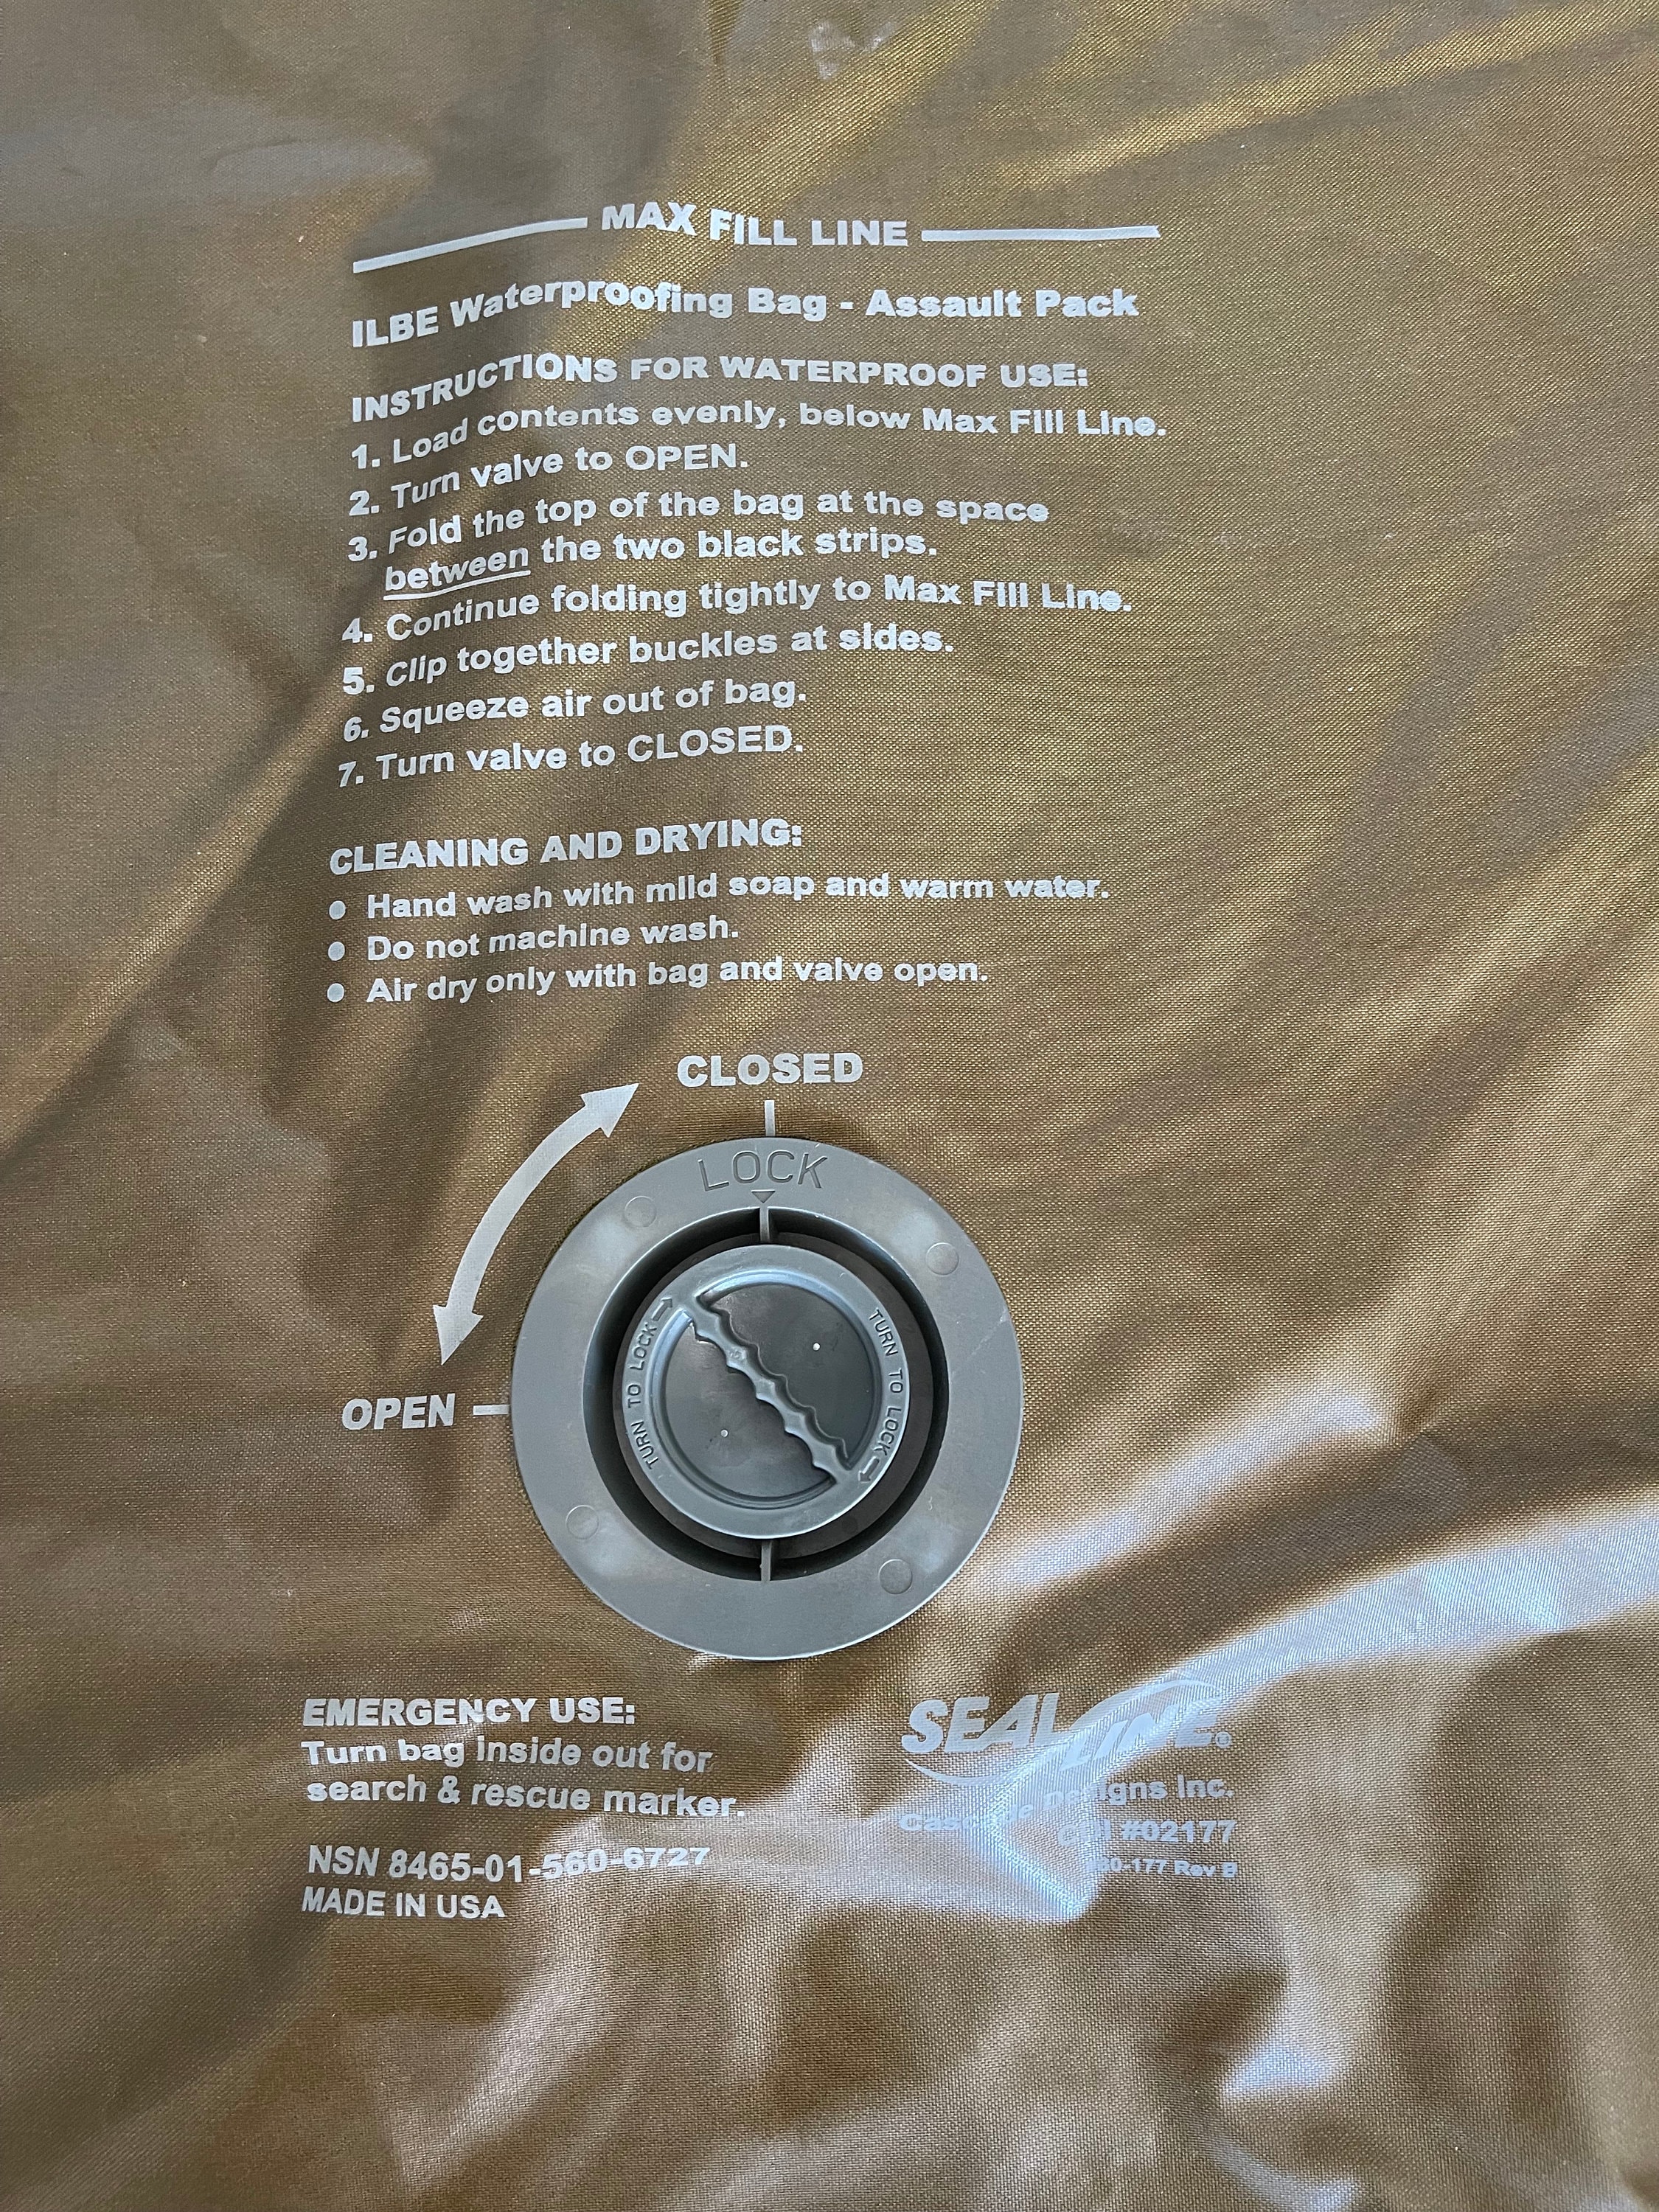 MAX FILL LINE
ILBE Waterproofing Bag - Assault Pack
INSTRUCTIONS FOR WATERPROOF USE:
1. Load contents evenly, below Max Fill Line.
2. Turn valve to OPEN.
3. Fold the top of the bag at the space
between the two black strips.
4. Continue folding tightly to Max Fill Line.
5. Clip together buckles at sides.
6. Squeeze air out of bag.
7. Turn valve to CLOSED.
CLEANING AND DRYING:
● Hand wash with mild soap and warm water.
● Do not machine wash.
● Air dry only with bag and valve open.
CLOSED
LOCK
TURN TO LOCK →
TURN TO LOCK →
OPEN
EMERGENCY USE:
Turn bag inside out for
search & rescue marker.
NSN 8465-01-560-6727
MADE IN USA
SEALLINE®
Cascade Designs Inc.
#02177
Rev B